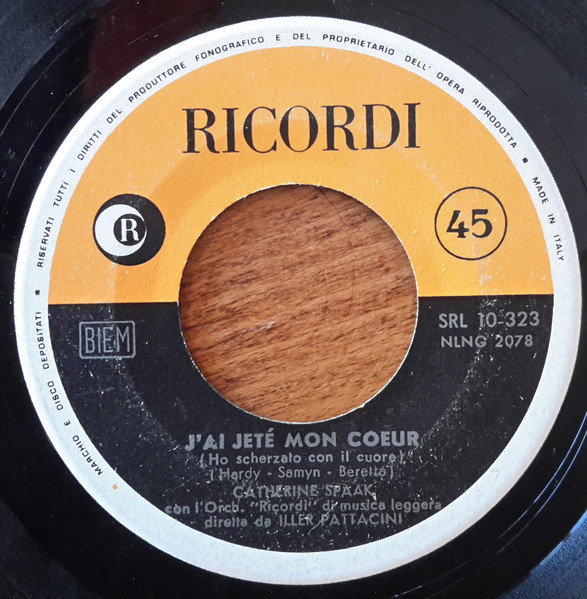 RISERVATI TUTTI I DIRITTI DEL PRODUTTORE FONOGRAFICO E DEL PROPRIETARIO DELL'OPERA RIPRODOTTA • MADE IN ITALY
MARCHIO E DISCO DEPOSITATI •
RICORDI
R
45
BIEM
SRL 10-323
NLNG 2078
J'AI JETÉ MON COEUR
(Ho scherzato con il cuore)
(Hardy - Samyn - Beretta)
CATHERINE SPAAK
con l'Orch. "Ricordi" di musica leggera
diretta da ILLER PATTACINI